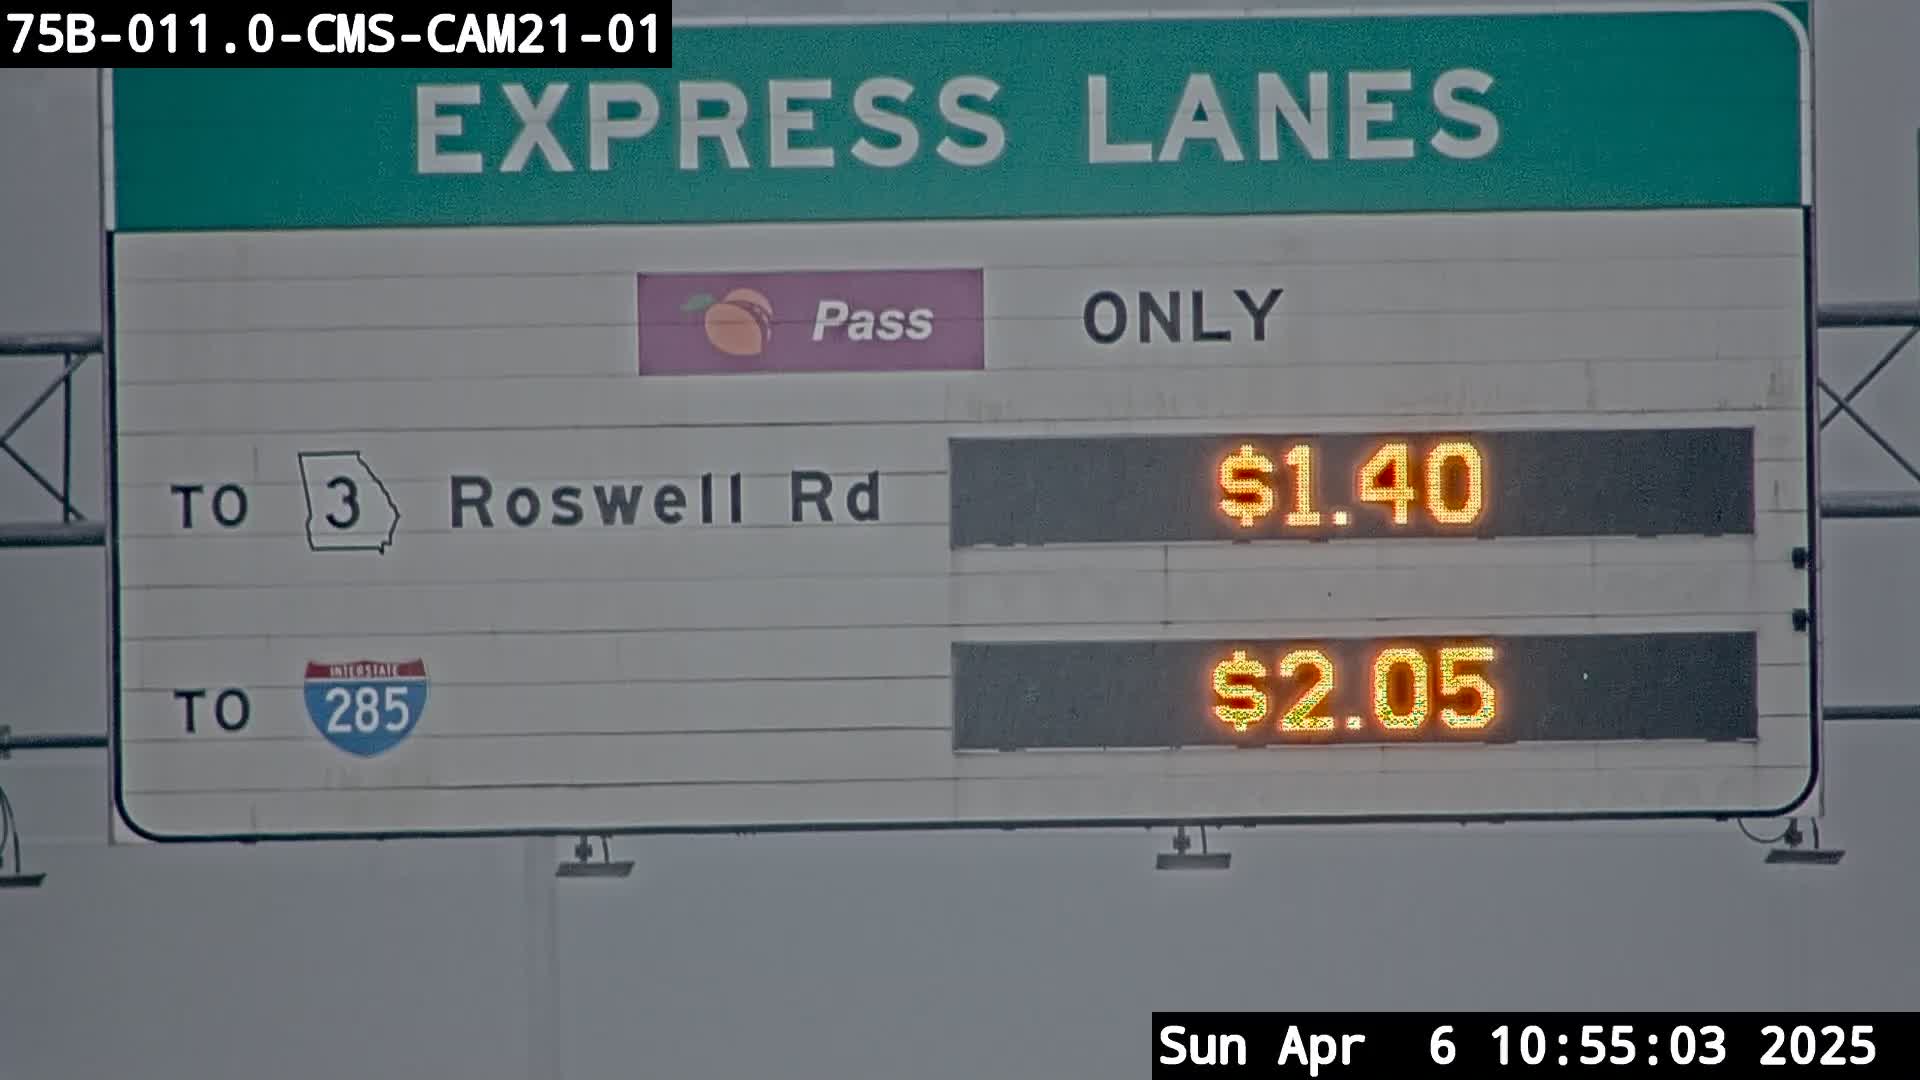 75B-011.0-CMS-CAM21-01
EXPRESS LANES
Pass ONLY
TO 3 Roswell Rd $1.40
TO INTERSTATE 285 $2.05
Sun Apr 6 10:55:03 2025